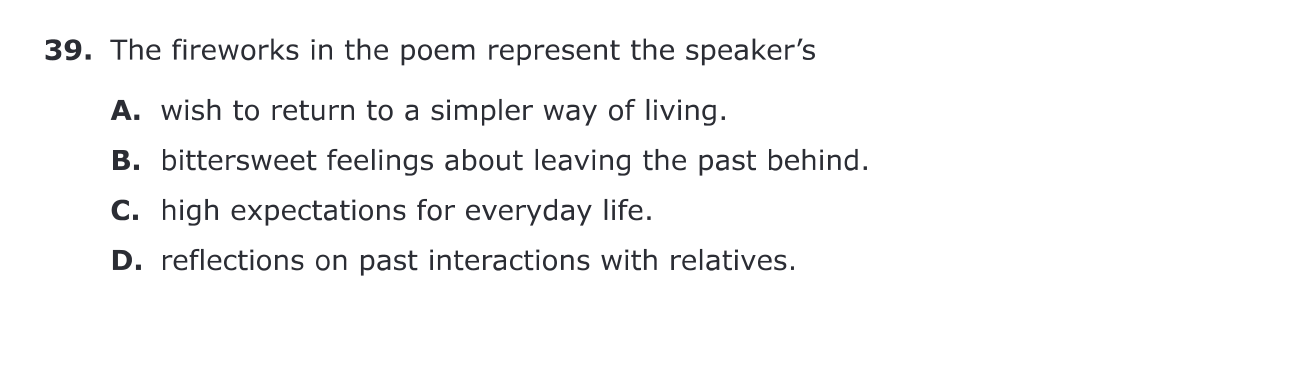 39. The fireworks in the poem represent the speaker’s
A. wish to return to a simpler way of living.
B. bittersweet feelings about leaving the past behind.
C. high expectations for everyday life.
D. reflections on past interactions with relatives.